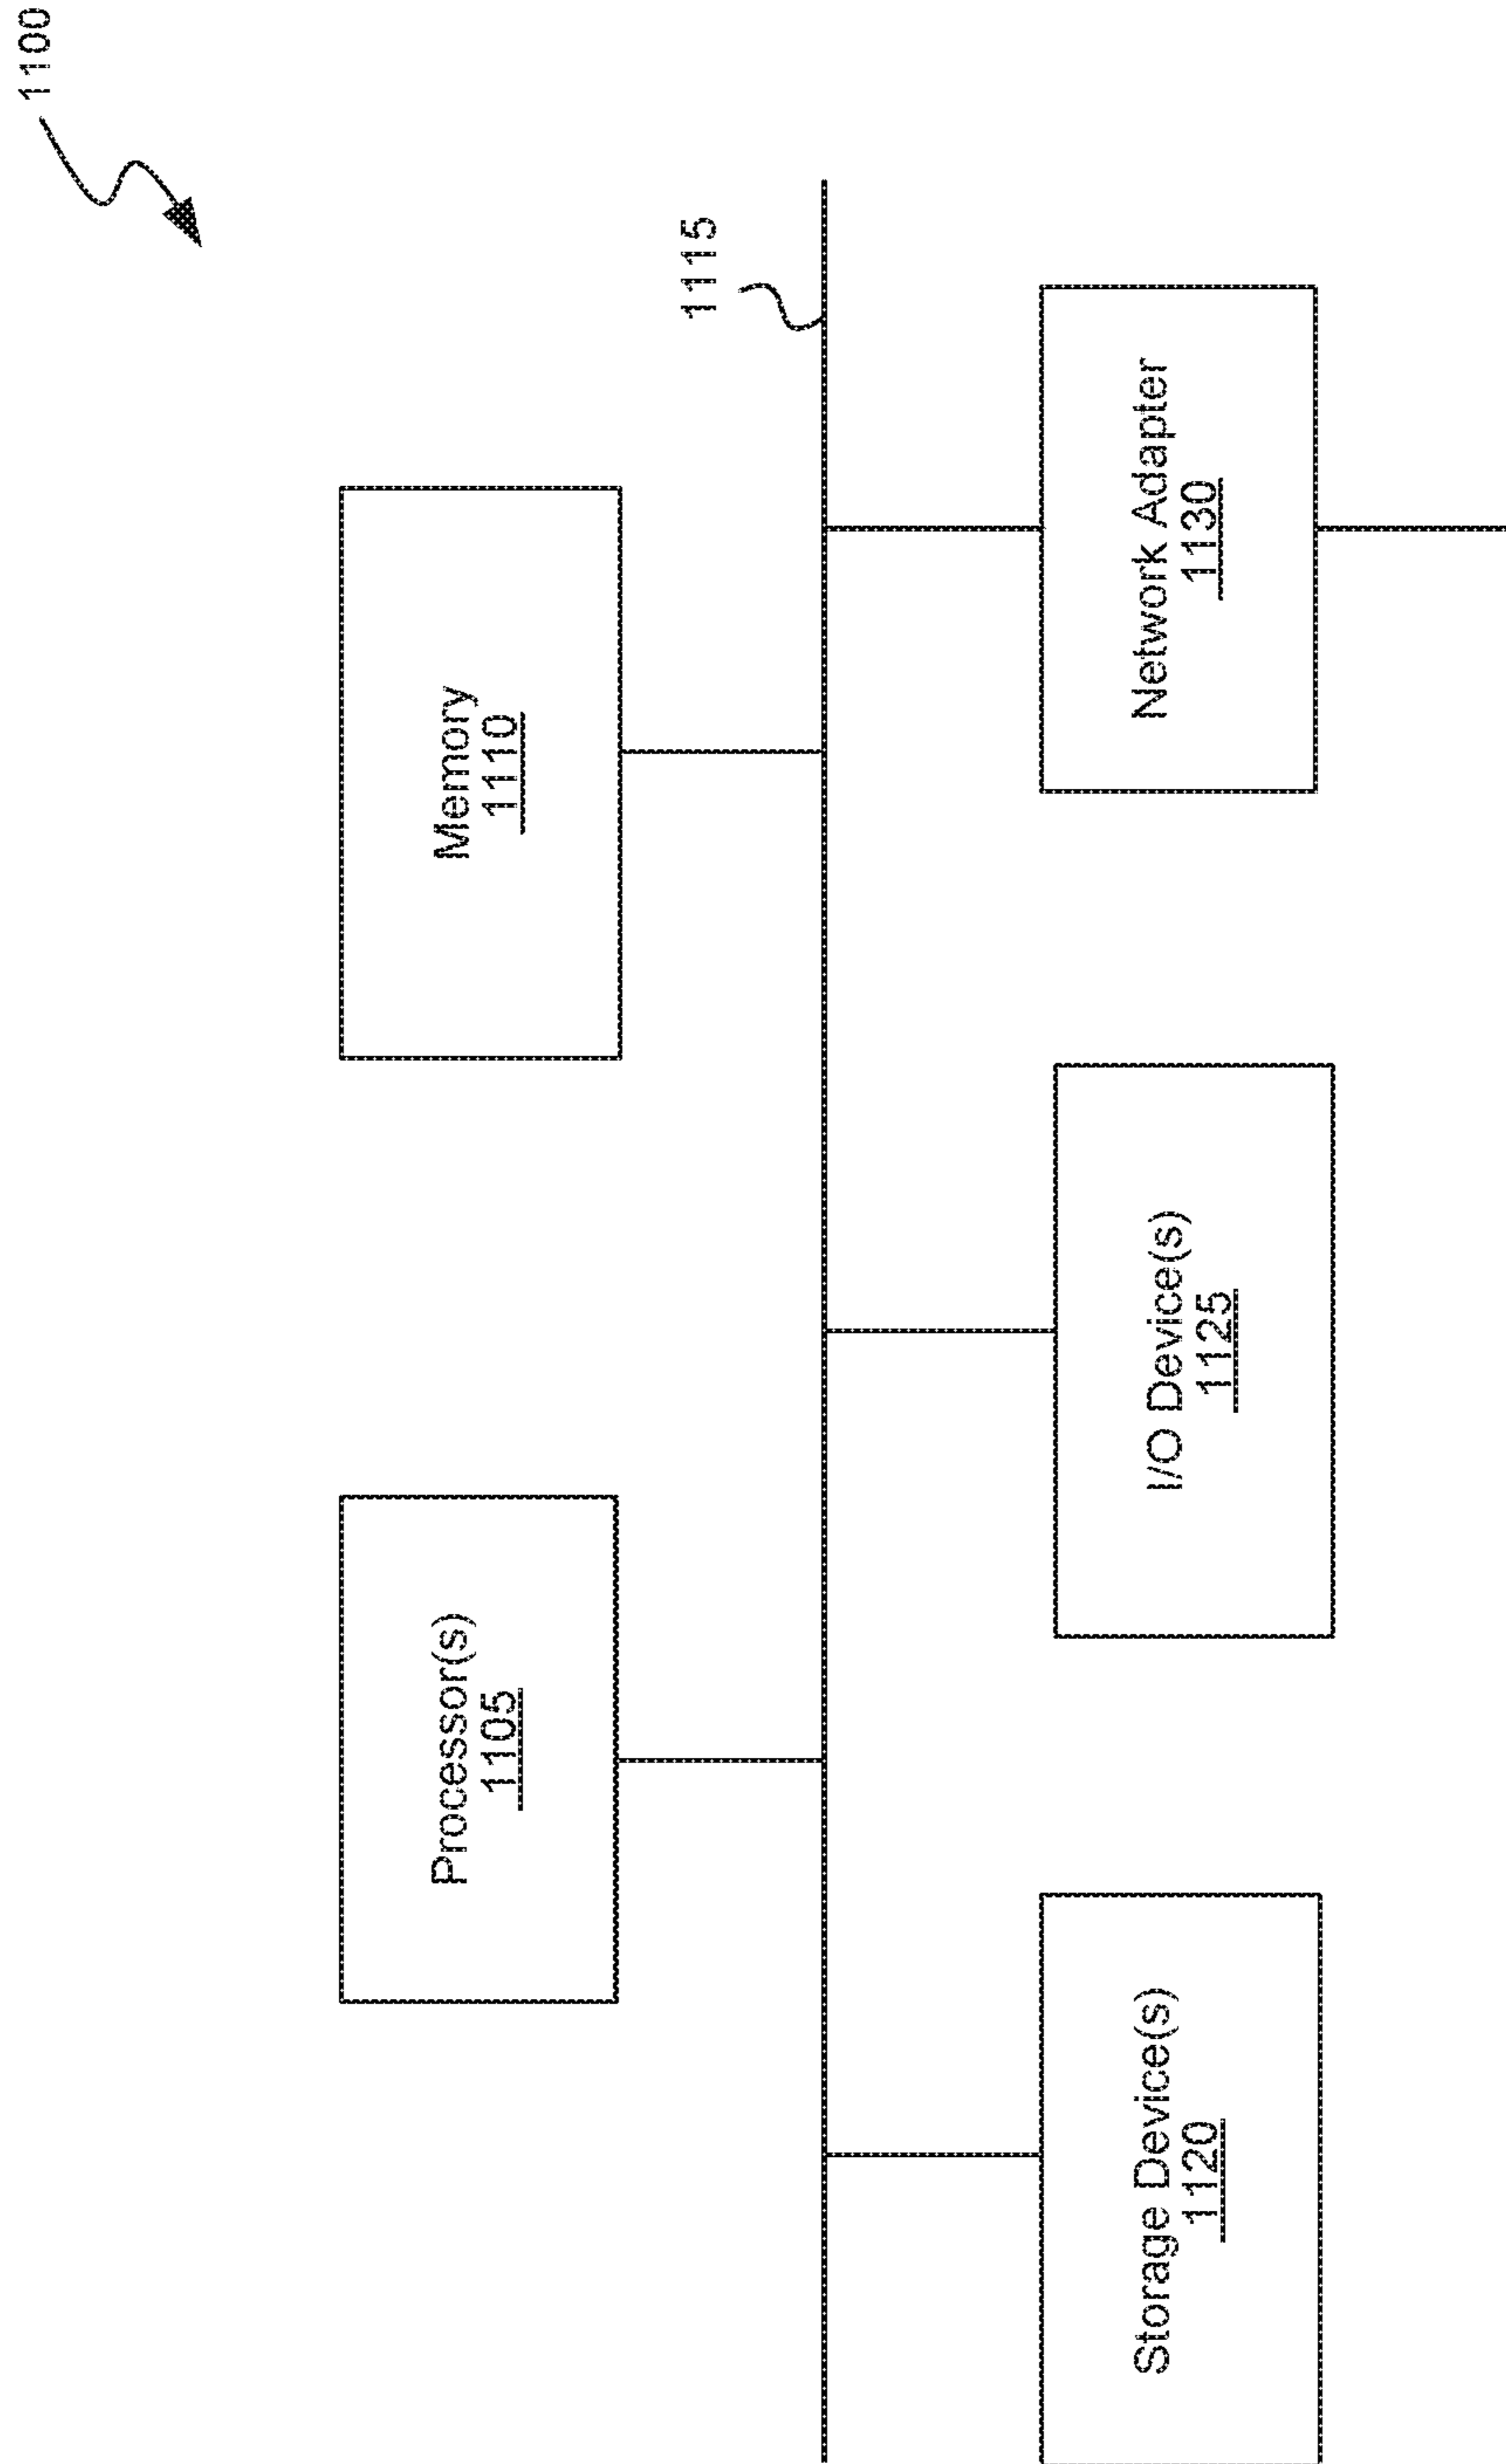 1100
Processor(s)
1105
Memory
1110
1115
Storage Device(s)
1120
I/O Device(s)
1125
Network Adapter
1130